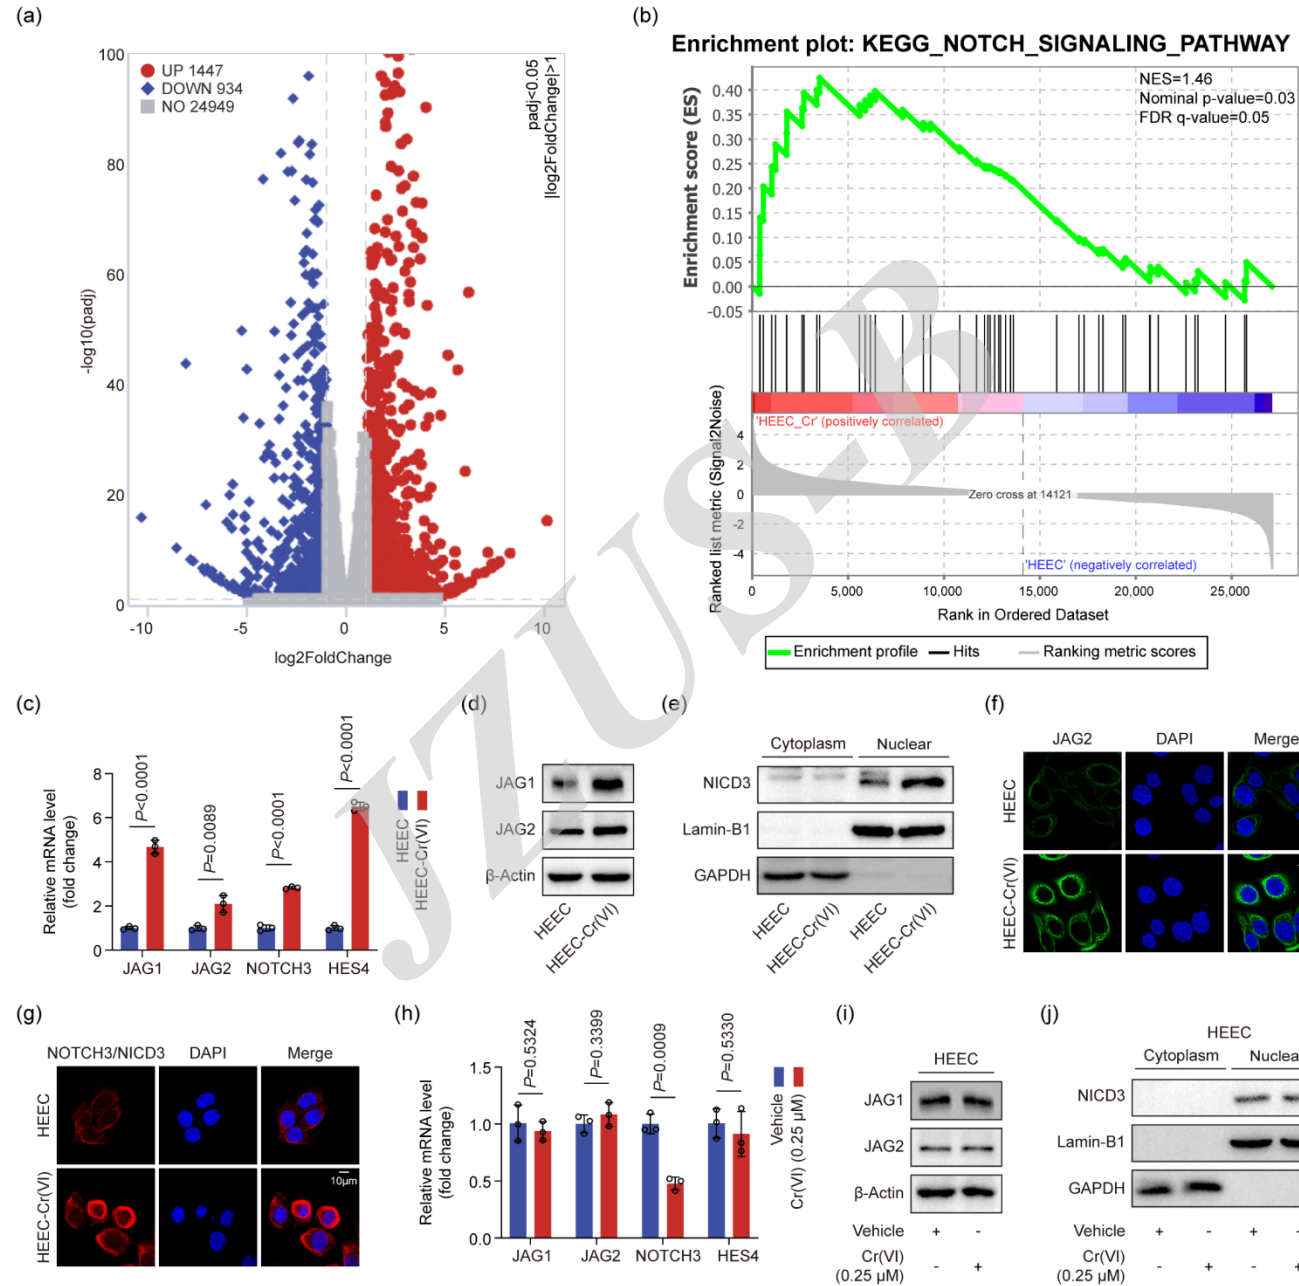 (a)
UP 1447
DOWN 934
NO 24949
padj<0.05
|log2FoldChange|>1
100
80
60
40
20
0
-log10(padj)
-10
-5
0
5
10
log2FoldChange
(b)
Enrichment plot: KEGG_NOTCH_SIGNALING_PATHWAY
NES=1.46
Nominal p-value=0.03
FDR q-value=0.05
Enrichment score (ES)
0.40
0.35
0.30
0.25
0.20
0.15
0.10
0.05
0.00
-0.05
'HEEC_Cr' (positively correlated)
Ranked list metric (Signal2Noise)
4
2
0
-2
-4
Zero cross at 14121
'HEEC' (negatively correlated)
0
5,000
10,000
15,000
20,000
25,000
Rank in Ordered Dataset
Enrichment profile
Hits
Ranking metric scores
(c)
Relative mRNA level
(fold change)
8
6
4
2
0
P<0.0001
P=0.0089
P<0.0001
P<0.0001
JAG1
JAG2
NOTCH3
HES4
HEEC
HEEC-Cr(VI)
(d)
JAG1
JAG2
β-Actin
HEEC
HEEC-Cr(VI)
(e)
Cytoplasm
Nuclear
NICD3
Lamin-B1
GAPDH
HEEC
HEEC-Cr(VI)
HEEC
HEEC-Cr(VI)
(f)
JAG2
DAPI
Merge
HEEC
HEEC-Cr(VI)
(g)
NOTCH3/NICD3
DAPI
Merge
HEEC
HEEC-Cr(VI)
10μm
(h)
Relative mRNA level
(fold change)
1.5
1.0
0.5
0
P=0.5324
P=0.3399
P=0.0009
P=0.5330
JAG1
JAG2
NOTCH3
HES4
Vehicle
Cr(VI) (0.25 μM)
(i)
HEEC
JAG1
JAG2
β-Actin
Vehicle + -
Cr(VI) - +
(0.25 μM)
(j)
HEEC
Cytoplasm
Nuclea
NICD3
Lamin-B1
GAPDH
Vehicle + - + -
Cr(VI) - + - +
(0.25 μM)
JZUS-B